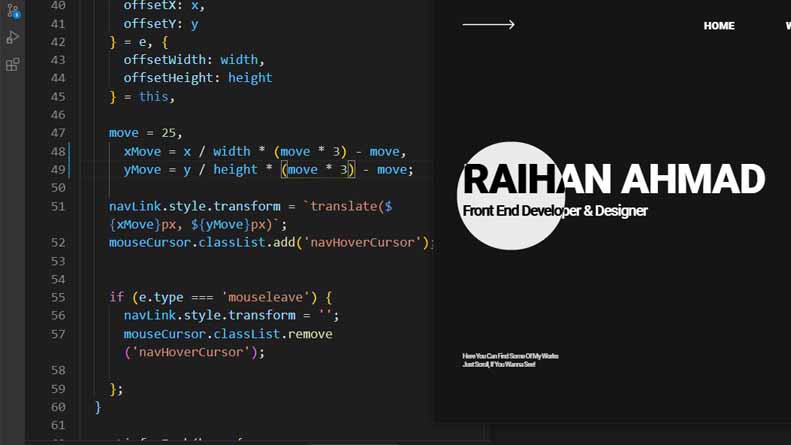 40 offsetX: x,
41 offsetY: y
42 } = e, {
43 offsetWidth: width,
44 offsetHeight: height
45 } = this,
46
47 move = 25,
48 xMove = x / width * (move * 3) - move,
49 yMove = y / height * (move * 3) - move;
50
51 navLink.style.transform = `translate($
{xMove}px, ${yMove}px)`;
52 mouseCursor.classList.add('navHoverCursor');
53
54
55 if (e.type === 'mouseleave') {
56 navLink.style.transform = '';
57 mouseCursor.classList.remove
('navHoverCursor');
58
59 };
60 }
61
HOME
RAIHAN AHMAD
Front End Developer & Designer
Here You Can Find Some Of My Works
Just Scroll, If You Wanna See!